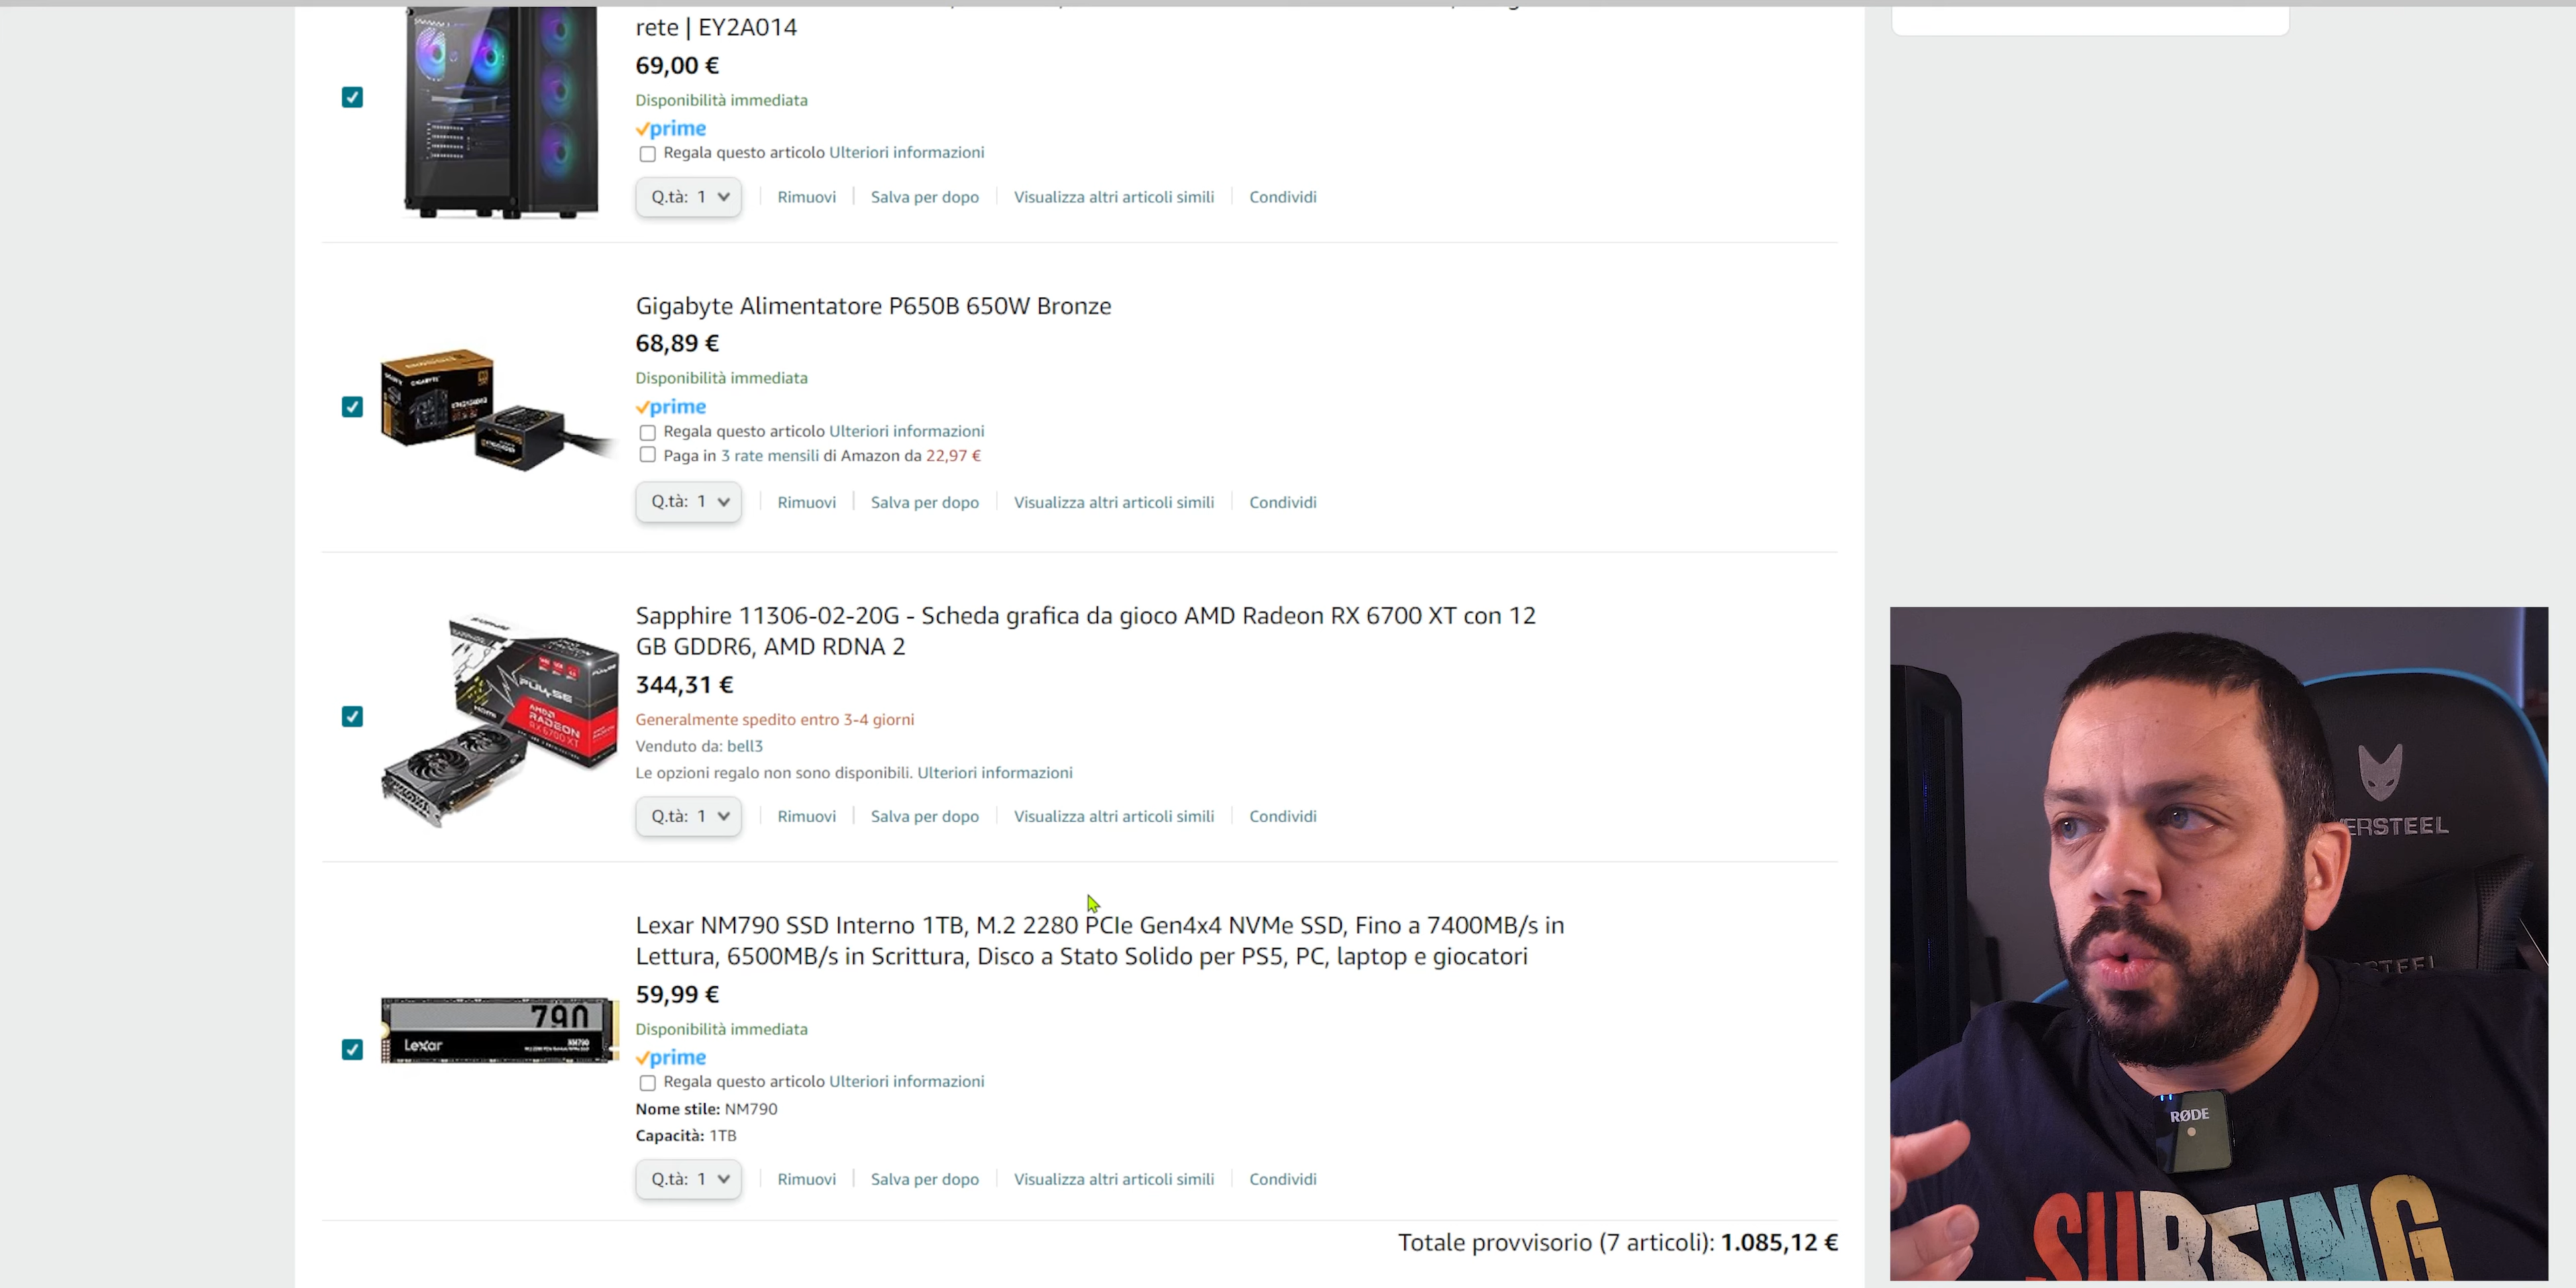 rete | EY2A014
69,00 €
Disponibilità immediata
prime
Regala questo articolo Ulteriori informazioni
Q.tà: 1
Rimuovi
Salva per dopo
Visualizza altri articoli simili
Condividi
Gigabyte Alimentatore P650B 650W Bronze
68,89 €
Disponibilità immediata
prime
Regala questo articolo Ulteriori informazioni
Paga in 3 rate mensili di Amazon da 22,97 €
Q.tà: 1
Rimuovi
Salva per dopo
Visualizza altri articoli simili
Condividi
GIGABYTE
Sapphire 11306-02-20G - Scheda grafica da gioco AMD Radeon RX 6700 XT con 12
GB GDDR6, AMD RDNA 2
344,31 €
Generalmente spedito entro 3-4 giorni
Venduto da: bell3
Le opzioni regalo non sono disponibili. Ulteriori informazioni
Q.tà: 1
Rimuovi
Salva per dopo
Visualizza altri articoli simili
Condividi
PULSE
AMD
RADEON
RX 6700 XT
Lexar NM790 SSD Interno 1TB, M.2 2280 PCIe Gen4x4 NVMe SSD, Fino a 7400MB/s in
Lettura, 6500MB/s in Scrittura, Disco a Stato Solido per PS5, PC, laptop e giocatori
59,99 €
Disponibilità immediata
prime
Regala questo articolo Ulteriori informazioni
Nome stile: NM790
Capacità: 1TB
Q.tà: 1
Rimuovi
Salva per dopo
Visualizza altri articoli simili
Condividi
790
Lexar
NM790
Totale provvisorio (7 articoli): 1.085,12 €
ERSTEEL
RØDE
SURFING